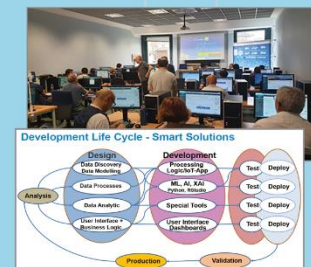 Development Life Cycle - Smart Solutions
Design
Development
Data Discovery
Data Modelling
Processing
Logic/IoT-App
Test
Deploy
Data Processes
ML, AI, XAI
Python, RStudio
Test
Deploy
Analysis
Data Analytic
Special Tools
Test
Deploy
User Interface +
Business Logic
User Interface
Dashboards
Test
Deploy
Production
Validation